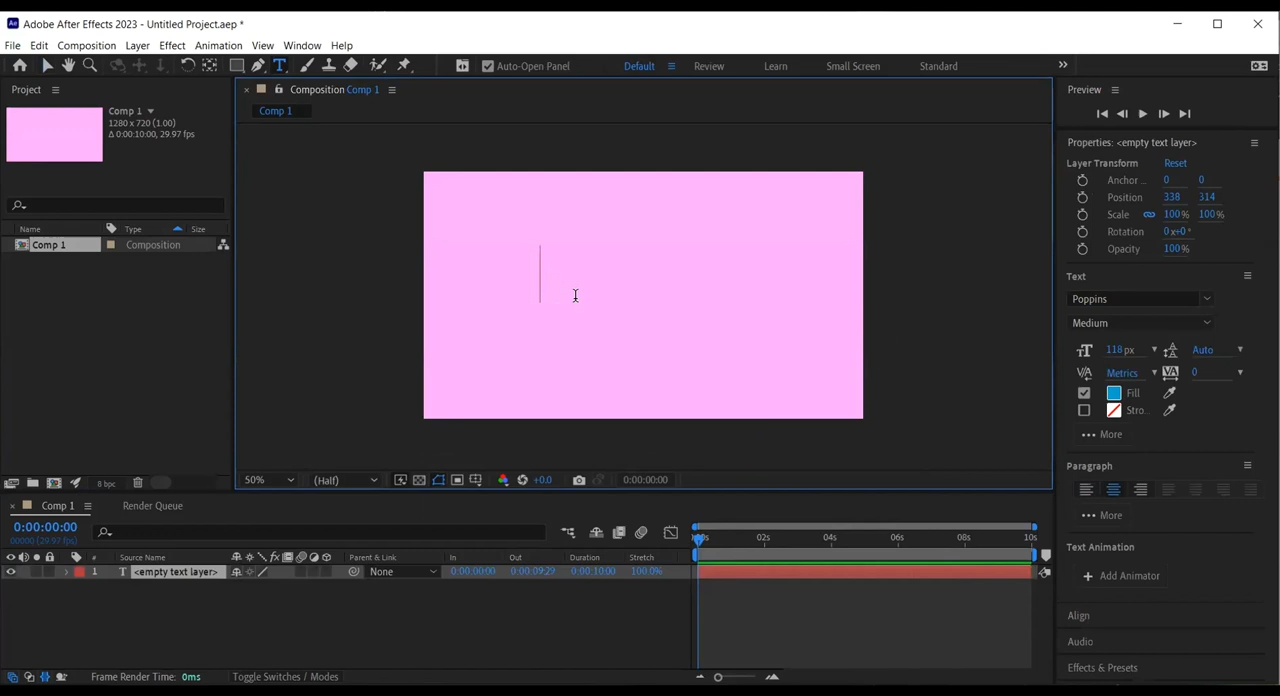 Adobe After Effects 2023 - Untitled Project.aep *
File Edit Composition Layer Effect Animation View Window Help
Auto-Open Panel Default Review Learn Small Screen Standard
Project
Comp 1
1280 x 720 (1.00)
Δ 0:00:10:00, 29.97 fps
Name Type Size
Comp 1 Composition
8 bpc
Composition Comp 1
Comp 1
50% (Half) +0.0 0:00:00:00
Preview
Properties: <empty text layer>
Layer Transform Reset
Anchor ... 0 0
Position 338 314
Scale 100% 100%
Rotation 0x+0°
Opacity 100%
Text
Poppins
Medium
118 px Auto
Metrics 0
Fill
Stro...
More
Paragraph
More
Text Animation
Add Animator
Align
Audio
Effects & Presets
Comp 1 Render Queue
0:00:00:00
00000 (29.97 fps)
02s 04s 06s 08s 10s
# Source Name fx Parent & Link In Out Duration Stretch
1 T <empty text layer> None 0:00:00:00 0:00:09:29 0:00:10:00 100.0%
Frame Render Time: 0ms Toggle Switches / Modes